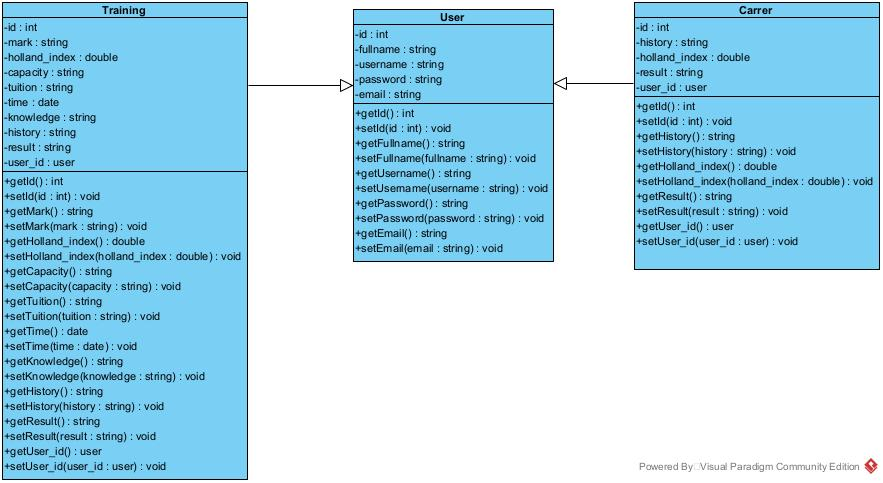 Training
-id : int
-mark : string
-holland_index : double
-capacity : string
-tuition : string
-time : date
-knowledge : string
-history : string
-result : string
-user_id : user
+getId() : int
+setId(id : int) : void
+getMark() : string
+setMark(mark : string) : void
+getHolland_index() : double
+setHolland_index(holland_index : double) : void
+getCapacity() : string
+setCapacity(capacity : string) : void
+getTuition() : string
+setTuition(tuition : string) : void
+getTime() : date
+setTime(time : date) : void
+getKnowledge() : string
+setKnowledge(knowledge : string) : void
+getHistory() : string
+setHistory(history : string) : void
+getResult() : string
+setResult(result : string) : void
+getUser_id() : user
+setUser_id(user_id : user) : void
User
-id : int
-fullname : string
-username : string
-password : string
-email : string
+getId() : int
+setId(id : int) : void
+getFullname() : string
+setFullname(fullname : string) : void
+getUsername() : string
+setUsername(username : string) : void
+getPassword() : string
+setPassword(password : string) : void
+getEmail() : string
+setEmail(email : string) : void
Carrer
-id : int
-history : string
-holland_index : double
-result : string
-user_id : user
+getId() : int
+setId(id : int) : void
+getHistory() : string
+setHistory(history : string) : void
+getHolland_index() : double
+setHolland_index(holland_index : double) : void
+getResult() : string
+setResult(result : string) : void
+getUser_id() : user
+setUser_id(user_id : user) : void
Powered By Visual Paradigm Community Edition